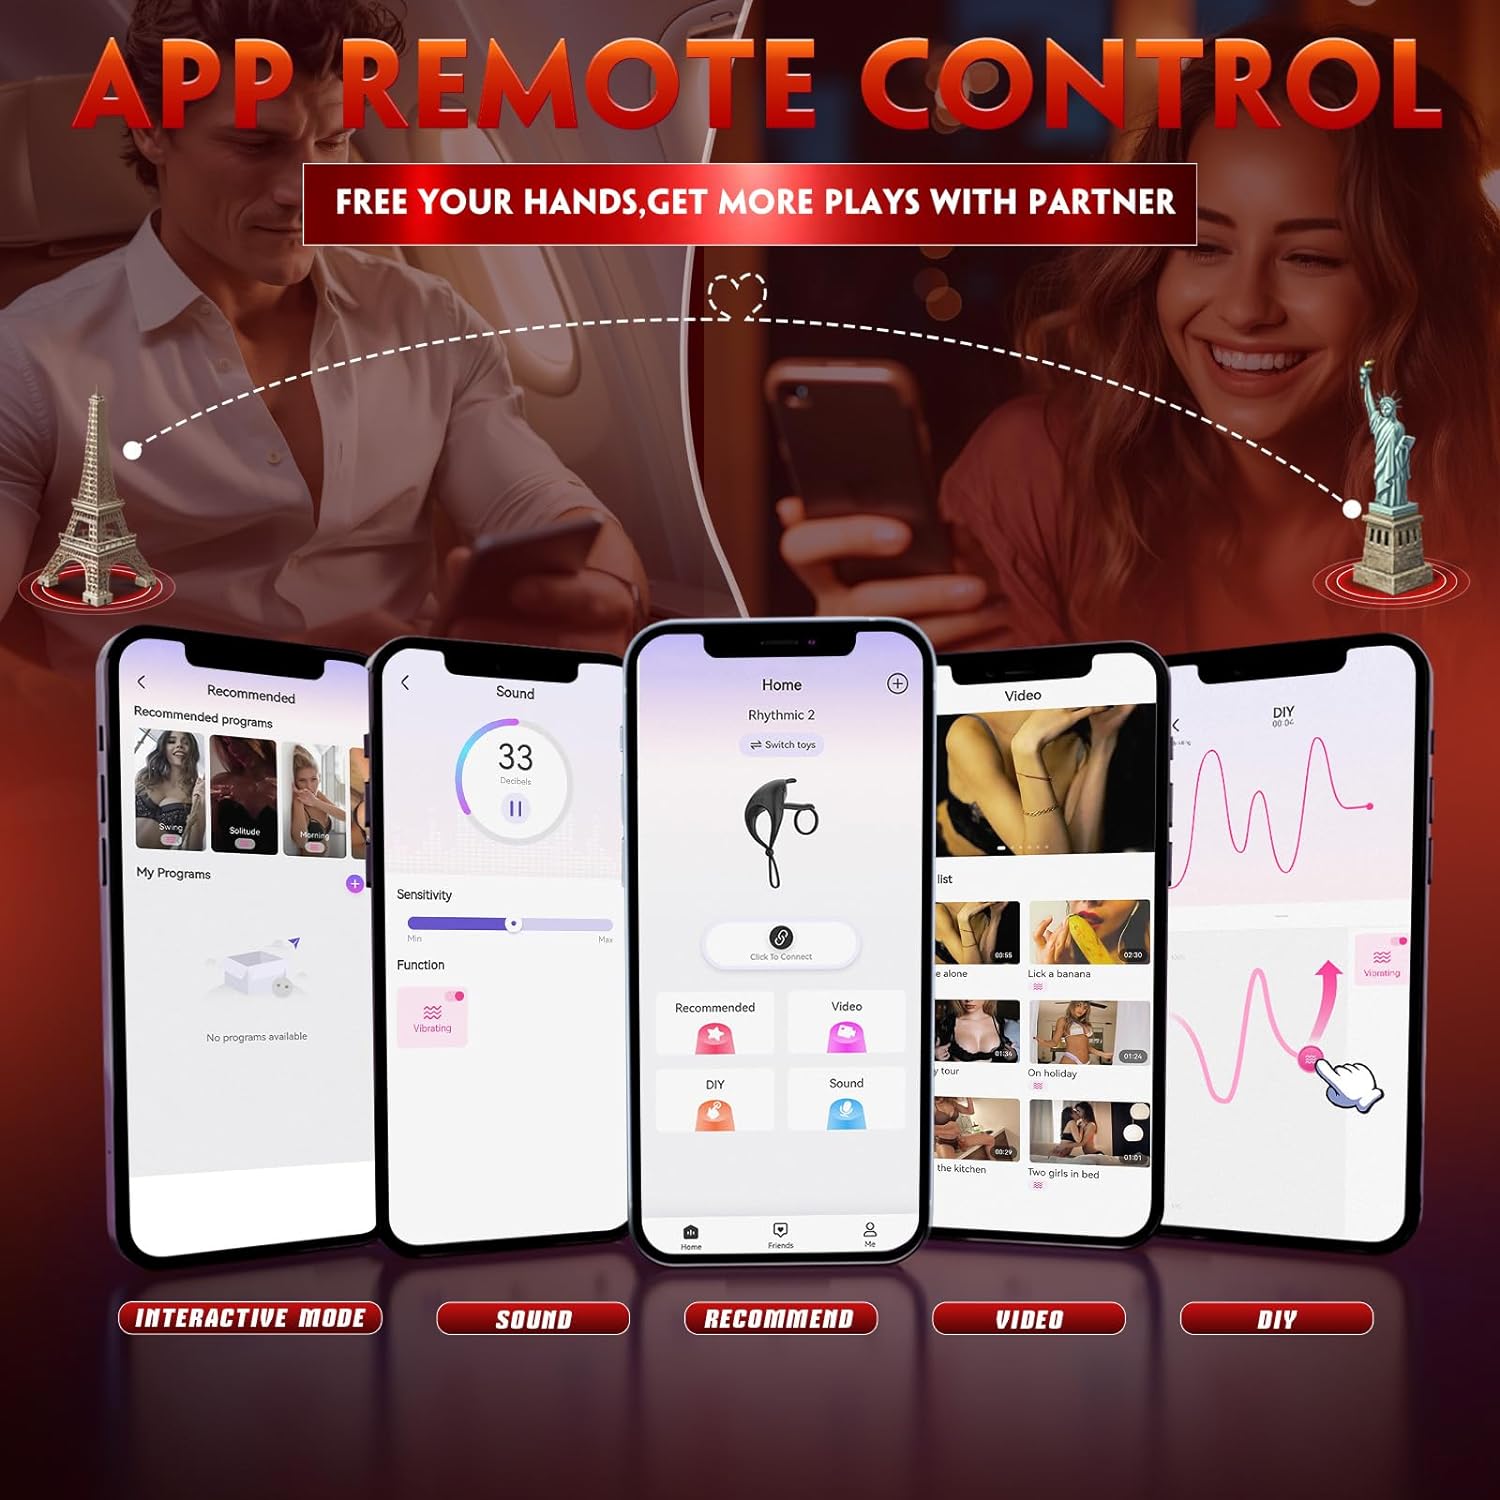 APP REMOTE CONTROL
FREE YOUR HANDS,GET MORE PLAYS WITH PARTNER
Recommended
Recommended programs
Swing
Solitude
Morning
My Programs
No programs available
Sound
33
Decibels
Sensitivity
Min
Max
Function
Vibrating
Home
Rhythmic 2
Switch toys
Click To Connect
Recommended
Video
DIY
Sound
Home
Friends
Me
Video
list
00:55
02:30
e alone
Lick a banana
01:36
01:24
y tour
On holiday
00:29
01:01
the kitchen
Two girls in bed
DIY
00:04
Vibrating
INTERACTIVE MODE
SOUND
RECOMMEND
VIDEO
DIY